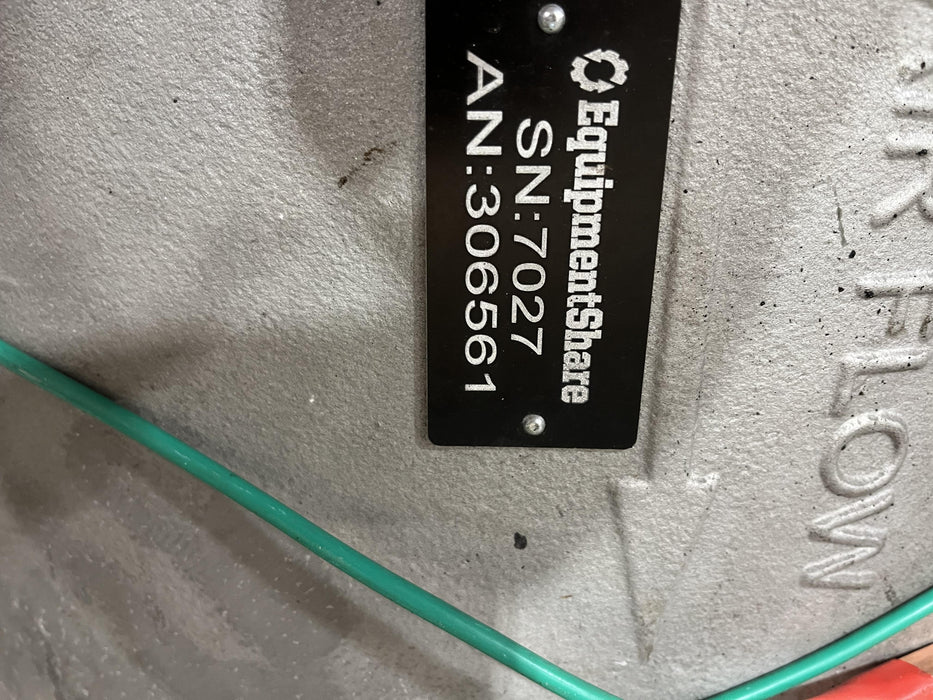 EquipmentShare
SN:7027
AN:306561
AIR FLOW